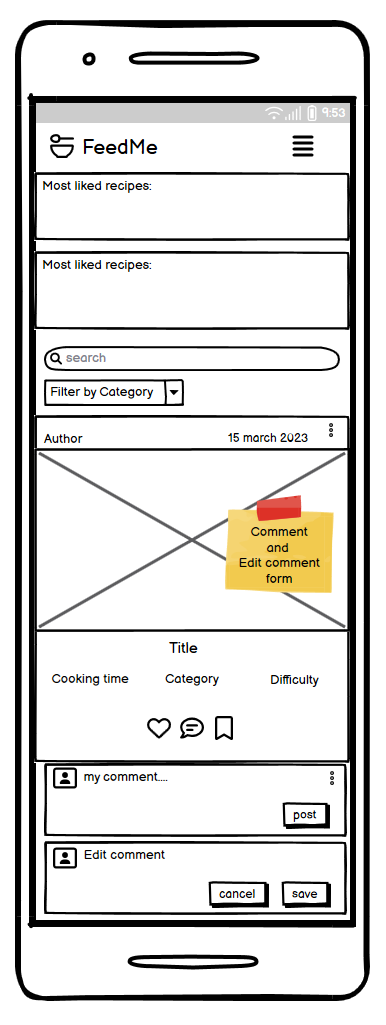 9:53
FeedMe
Most liked recipes:
Most liked recipes:
search
Filter by Category
Author
15 march 2023
Comment
and
Edit comment
form
Title
Cooking time
Category
Difficulty
my comment....
post
Edit comment
cancel
save